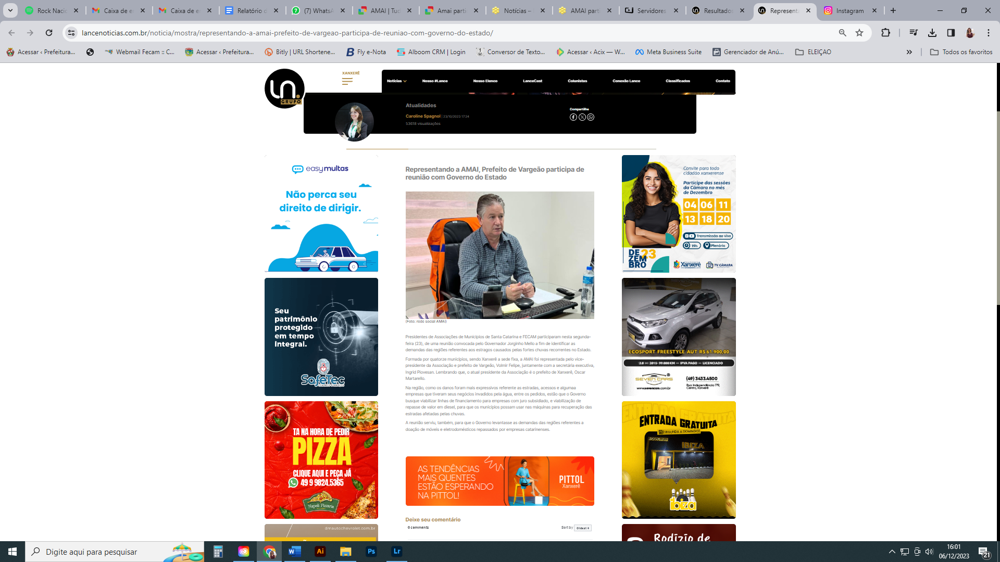 Rock Naci
Caixa de e
Caixa de e
Relatório d
(7) WhatsA
AMAI | Tud
Amai parti
Notícias –
AMAI part
Servidores
Resultados
Represent
Instagram
lancenoticias.com.br/noticia/mostra/representando-a-amai-prefeito-de-vargeao-participa-de-reuniao-com-governo-do-estado/
Acessar ‹ Prefeitura...
Webmail Fecam :: C...
Acessar ‹ Prefeitura...
Bitly | URL Shortene...
Fly e-Nota
Alboom CRM | Login
Conversor de Texto...
Acessar ‹ Acix — W...
Meta Business Suite
Gerenciador de Anú...
ELEIÇAO
Todos os favoritos
XANXERÊ
Notícias
Nosso #Lance
Nosso Elenco
LanceCast
Colunistas
Conexão Lance
Classificados
Contato
GRUPO
Atualidades
Caroline Spagnol | 23/10/2023 17:24
53618 visualizações
Compartilhe
easymultas
Não perca seu
direito de dirigir.
Seu
patrimônio
protegido
em tempo
integral.
SafeTec
TA NA HORA DE PEDIR
PIZZA
CLIQUE AQUI E PEÇA JÁ
49 9 9824.5365
Napoli Pizzaria
dmautochevrolet.com.br
Representando a AMAI, Prefeito de Vargeão participa de
reunião com Governo do Estado
(Foto: rede social AMAI)
Presidentes de Associações de Municípios de Santa Catarina e FECAM participaram nesta segunda-
feira (23), de uma reunião convocada pelo Governador Jorginho Mello a fim de identificar as
demandas das regiões referentes aos estragos causados pelas fortes chuvas recorrentes no Estado.
Formada por quatorze municípios, sendo Xanxerê a sede fixa, a AMAI foi representada pelo vice-
presidente da Associação e prefeito de Vargeão, Volmir Felipe, juntamente com a secretária executiva,
Ingrid Piovesan. Lembrando que, o atual presidente da Associação é o prefeito de Xanxerê, Oscar
Martarello.
Na região, como os danos foram mais expressivos referente as estradas, acessos e algumaa
empresas que tiveram seus negócios invadidos pela água, entre os pedidos, estão que o Governo
busque viabilizar linhas de financiamento para empresas com juro subsidiado, e viabilização de
repasse de valor em diesel, para que os municípios possam usar nas máquinas para recuperação das
estradas afetadas pelas chuvas.
A reunião serviu, também, para que o Governo levantasse as demandas das regiões referentes a
doação de móveis e eletrodomésticos repassados por empresas catarinenses.
AS TENDÊNCIAS
MAIS QUENTES
ESTÃO ESPERANDO
NA PITTOL!
PITTOL
Xanxerê
Deixe seu comentário
0 comments
Sort by Oldest
Convite para todo
cidadão xanxerense
Participe das sessões
da Câmara no mês
de Dezembro
04 06 11
13 18 20
Transmissão ao vivo
19h
Plenário
DE
ZEM
BRO
23
Xanxerê
TV CÂMARA
ECOSPORT FREESTYLE AUT R$ 61.900,00
2.0 — 2015- 99.000 KM — IPVA PAGO — LICENCIADO
SEVEN CARS
www.sevencars.com.br
(49) 3433.4500
Rua Independência 779,
Centro, Xanxerê
ENTRADA GRATUITA
ENTRADA GRATUITA
(SEGUNDA A DOMINGO)
BOWLING
IBIZA
ibiza
Rodízio de
Digite aqui para pesquisar
Ai
Ps
Lr
16:01
06/12/2023
21